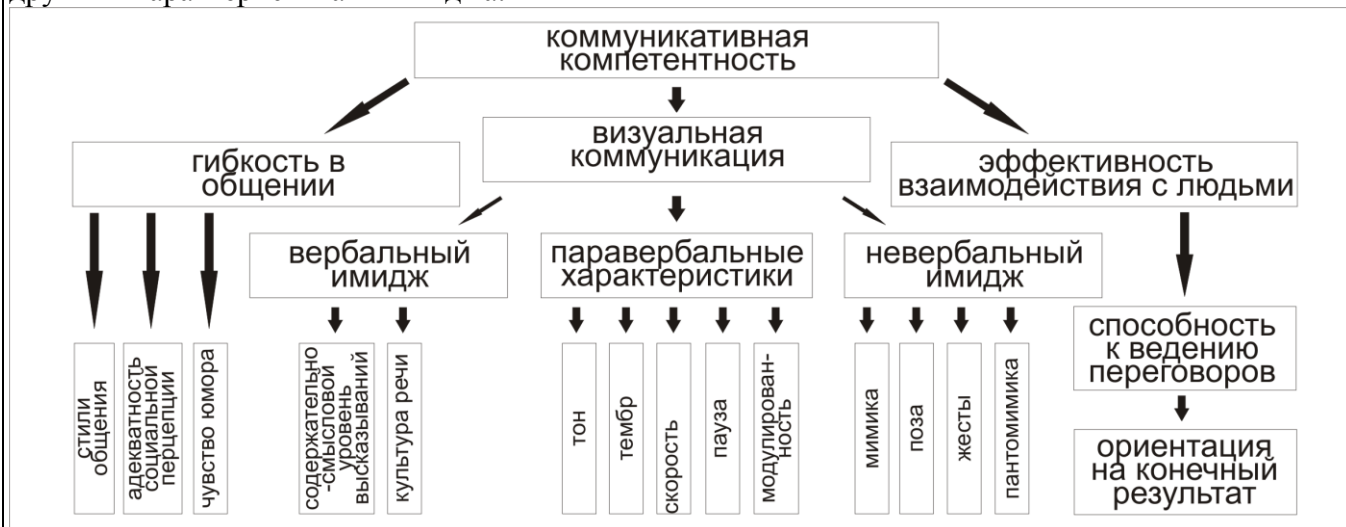 коммуникативная
компетентность
визуальная
коммуникация
гибкость в
общении
эффективность
взаимодействия с людьми
вербальный
имидж
паравербальные
характеристики
невербальный
имидж
способность
к ведению
переговоров
стили
общения
адекватность
социальной
перцепции
чувство юмора
содержательно
-смысловой
уровень
высказываний
культура речи
тон
тембр
скорость
пауза
модулирован-
ность
мимика
поза
жесты
пантомимика
ориентация
на конечный
результат